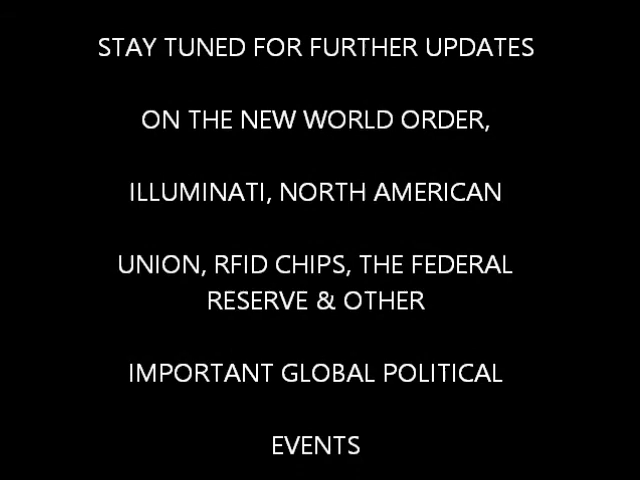 STAY TUNED FOR FURTHER UPDATES
ON THE NEW WORLD ORDER,
ILLUMINATI, NORTH AMERICAN
UNION, RFID CHIPS, THE FEDERAL
RESERVE & OTHER
IMPORTANT GLOBAL POLITICAL
EVENTS